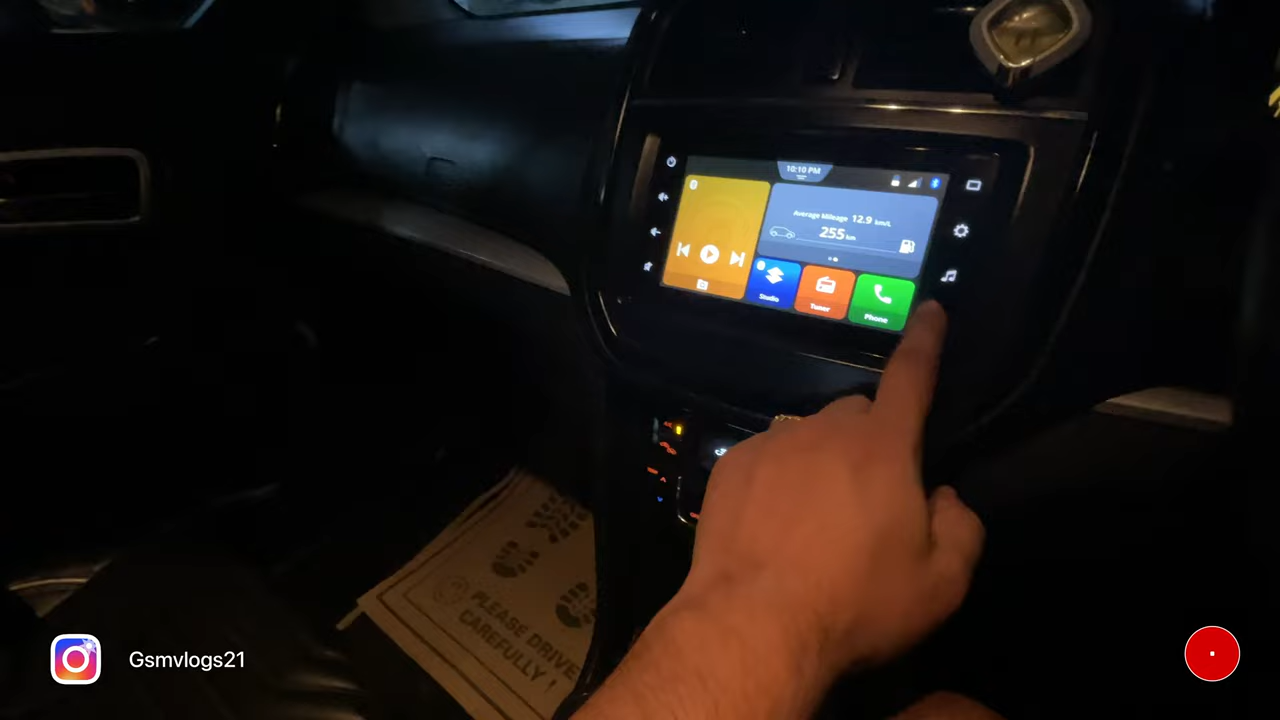 10:10 PM
Average Mileage 12.9 km/L
255 km
Studio
Tuner
Phone
PLEASE DRIVE
CAREFULLY !
Gsmvlogs21